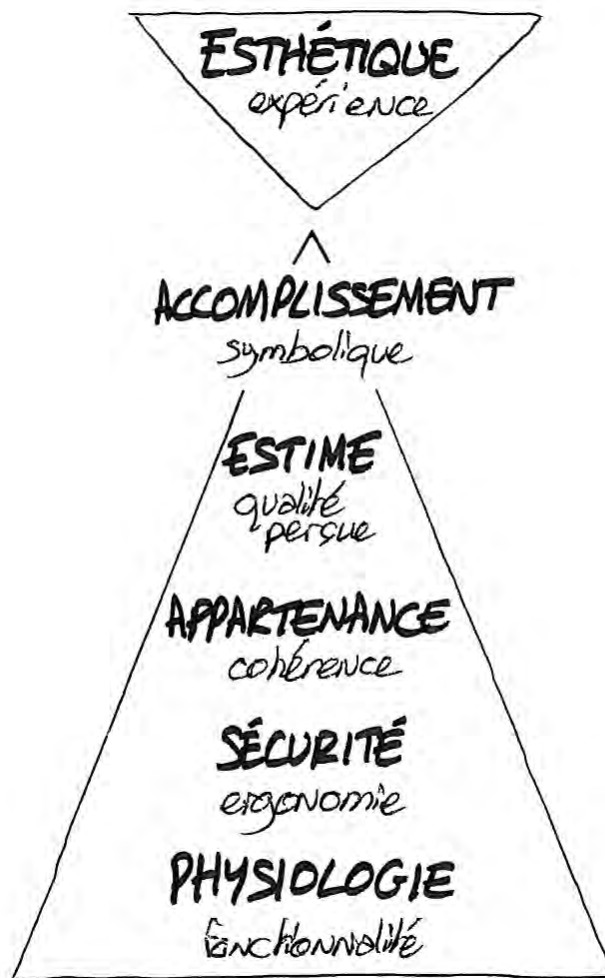 ESTHÉTIQUE
expérience
ACCOMPLISSEMENT
symbolique
ESTIME
qualité
perçue
APPARTENANCE
cohérence
SÉCURITÉ
ergonomie
PHYSIOLOGIE
fonctionnalité